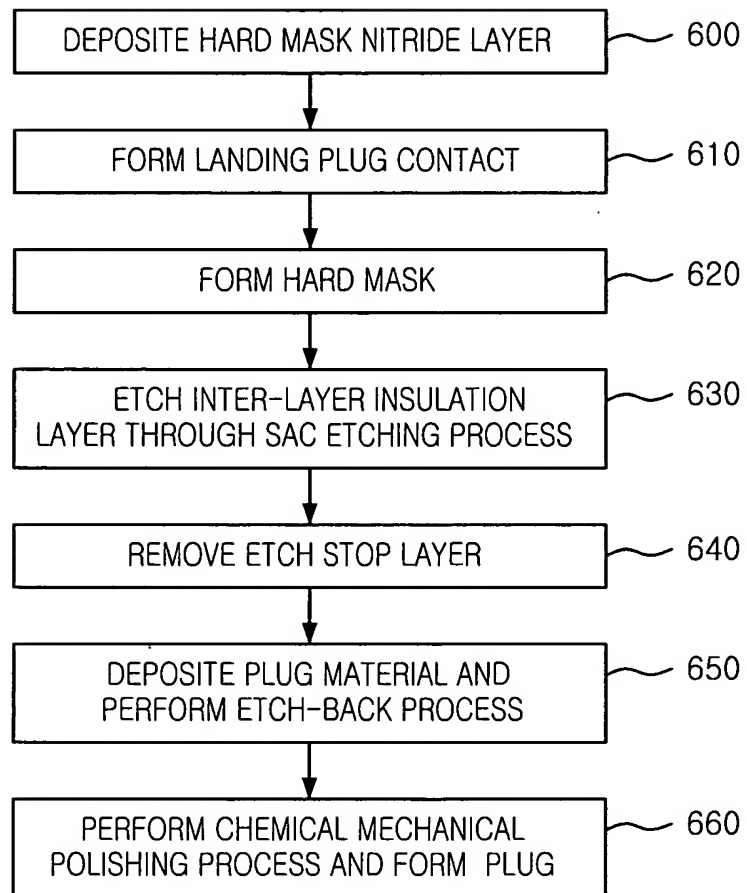 DEPOSITE HARD MASK NITRIDE LAYER
600
FORM LANDING PLUG CONTACT
610
FORM HARD MASK
620
ETCH INTER-LAYER INSULATION
LAYER THROUGH SAC ETCHING PROCESS
630
REMOVE ETCH STOP LAYER
640
DEPOSITE PLUG MATERIAL AND
PERFORM ETCH-BACK PROCESS
650
PERFORM CHEMICAL MECHANICAL
POLISHING PROCESS AND FORM PLUG
660